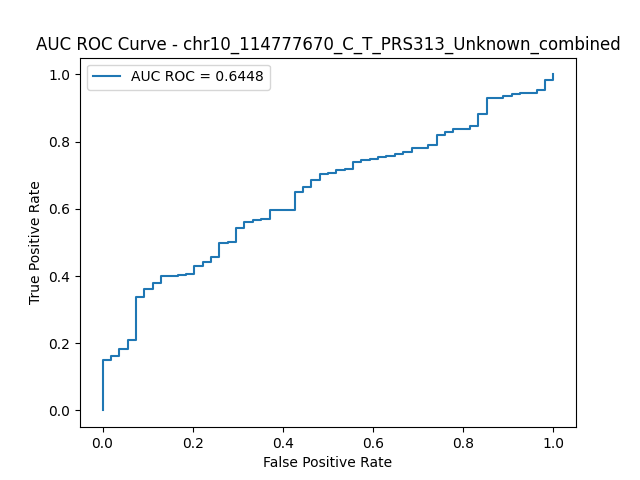 AUC ROC Curve - chr10_114777670_C_T_PRS313_Unknown_combined
AUC ROC = 0.6448
1.0
0.8
0.6
0.4
0.2
0.0
True Positive Rate
0.0 0.2 0.4 0.6 0.8 1.0
False Positive Rate